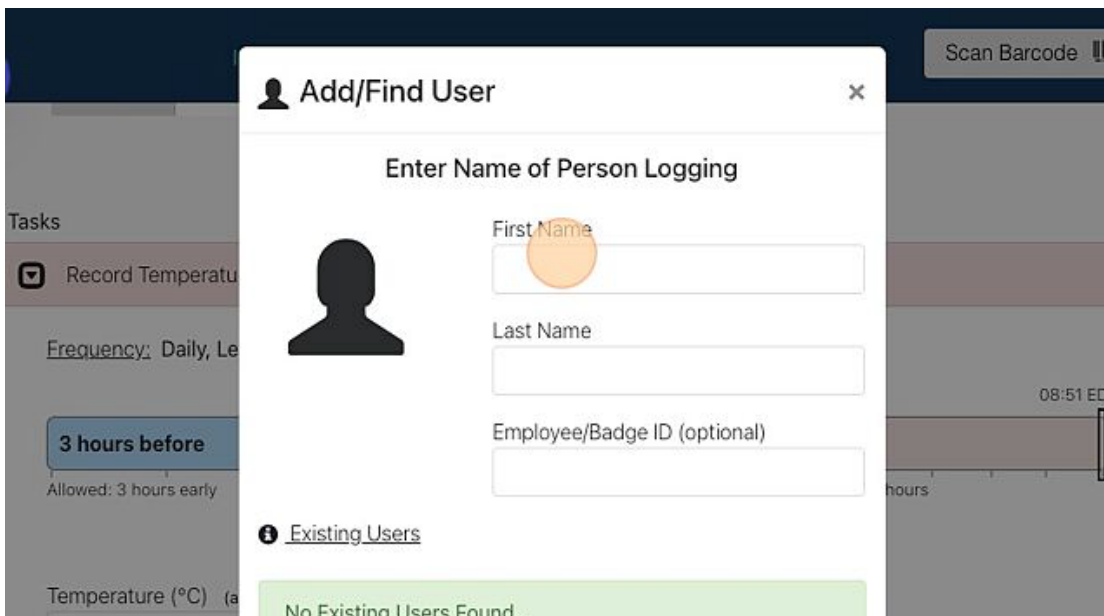 Scan Barcode
Add/Find User
×
Enter Name of Person Logging
Tasks
First Name
Record Temperatu
Last Name
Frequency: Daily, Le
08:51 ED
3 hours before
Employee/Badge ID (optional)
Allowed: 3 hours early
hours
Existing Users
Temperature (°C) (a
No Existing Users Found